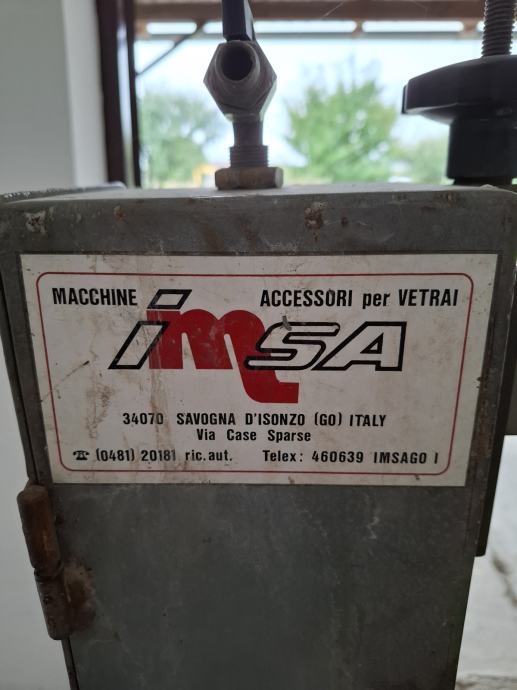 MACCHINE ACCESSORI per VETRAI
imSA
34070 SAVOGNA D'ISONZO (GO) ITALY
Via Case Sparse
☎ (0481) 20181 ric.aut. Telex: 460639 IMSAGO I